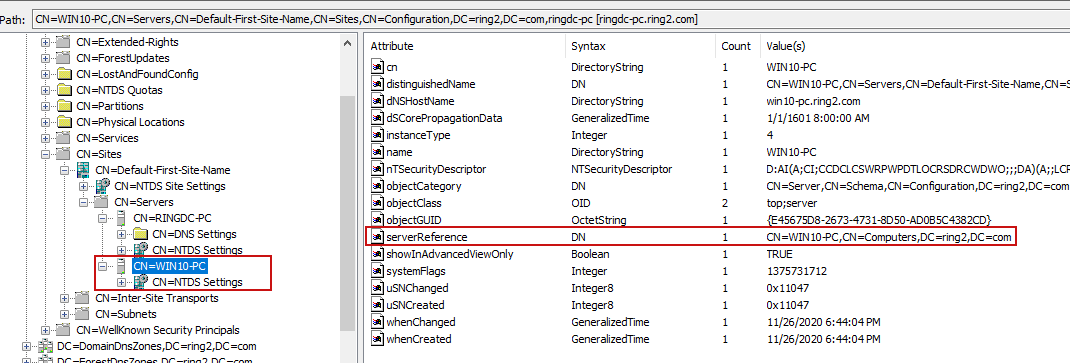 Path: CN=WIN10-PC,CN=Servers,CN=Default-First-Site-Name,CN=Sites,CN=Configuration,DC=ring2,DC=com,ringdc-pc [ringdc-pc.ring2.com]
CN=Extended-Rights
CN=ForestUpdates
CN=LostAndFoundConfig
CN=NTDS Quotas
CN=Partitions
CN=Physical Locations
CN=Services
CN=Sites
CN=Default-First-Site-Name
CN=NTDS Site Settings
CN=Servers
CN=RINGDC-PC
CN=DNS Settings
CN=NTDS Settings
CN=WIN10-PC
CN=NTDS Settings
CN=Inter-Site Transports
CN=Subnets
CN=WellKnown Security Principals
DC=DomainDnsZones,DC=ring2,DC=com
DC=ForestDnsZones,DC=ring2,DC=com
Attribute Syntax Count Value(s)
cn DirectoryString 1 WIN10-PC
distinguishedName DN 1 CN=WIN10-PC,CN=Servers,CN=Default-First-Site-Name,CN=S
dNSHostName DirectoryString 1 win10-pc.ring2.com
dSCorePropagationData GeneralizedTime 1 1/1/1601 8:00:00 AM
instanceType Integer 1 4
name DirectoryString 1 WIN10-PC
nTSecurityDescriptor NTSecurityDescriptor 1 D:AI(A;CI;CCDCLCSWRPWPDTLOCRSDRCWDWO;;;DA)(A;;LCR
objectCategory DN 1 CN=Server,CN=Schema,CN=Configuration,DC=ring2,DC=com
objectClass OID 2 top;server
objectGUID OctetString 1 {E45675D8-2673-4731-8D50-AD0B5C4382CD}
serverReference DN 1 CN=WIN10-PC,CN=Computers,DC=ring2,DC=com
showInAdvancedViewOnly Boolean 1 TRUE
systemFlags Integer 1 1375731712
uSNChanged Integer8 1 0x11047
uSNCreated Integer8 1 0x11047
whenChanged GeneralizedTime 1 11/26/2020 6:44:04 PM
whenCreated GeneralizedTime 1 11/26/2020 6:44:04 PM